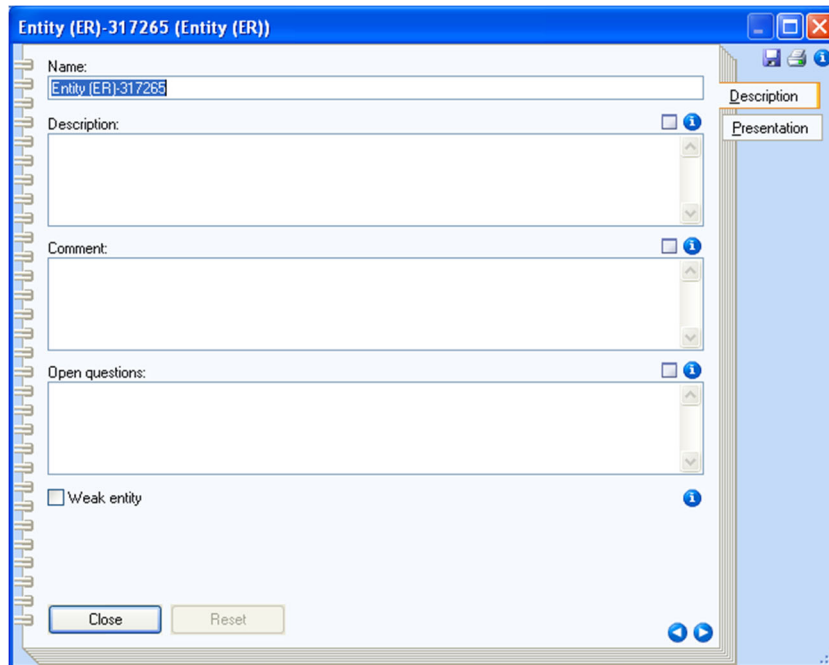 Entity (ER)-317265 (Entity (ER))
Name:
Entity (ER)-317265
Description:
Comment:
Open questions:
Weak entity
Close
Reset
Description
Presentation